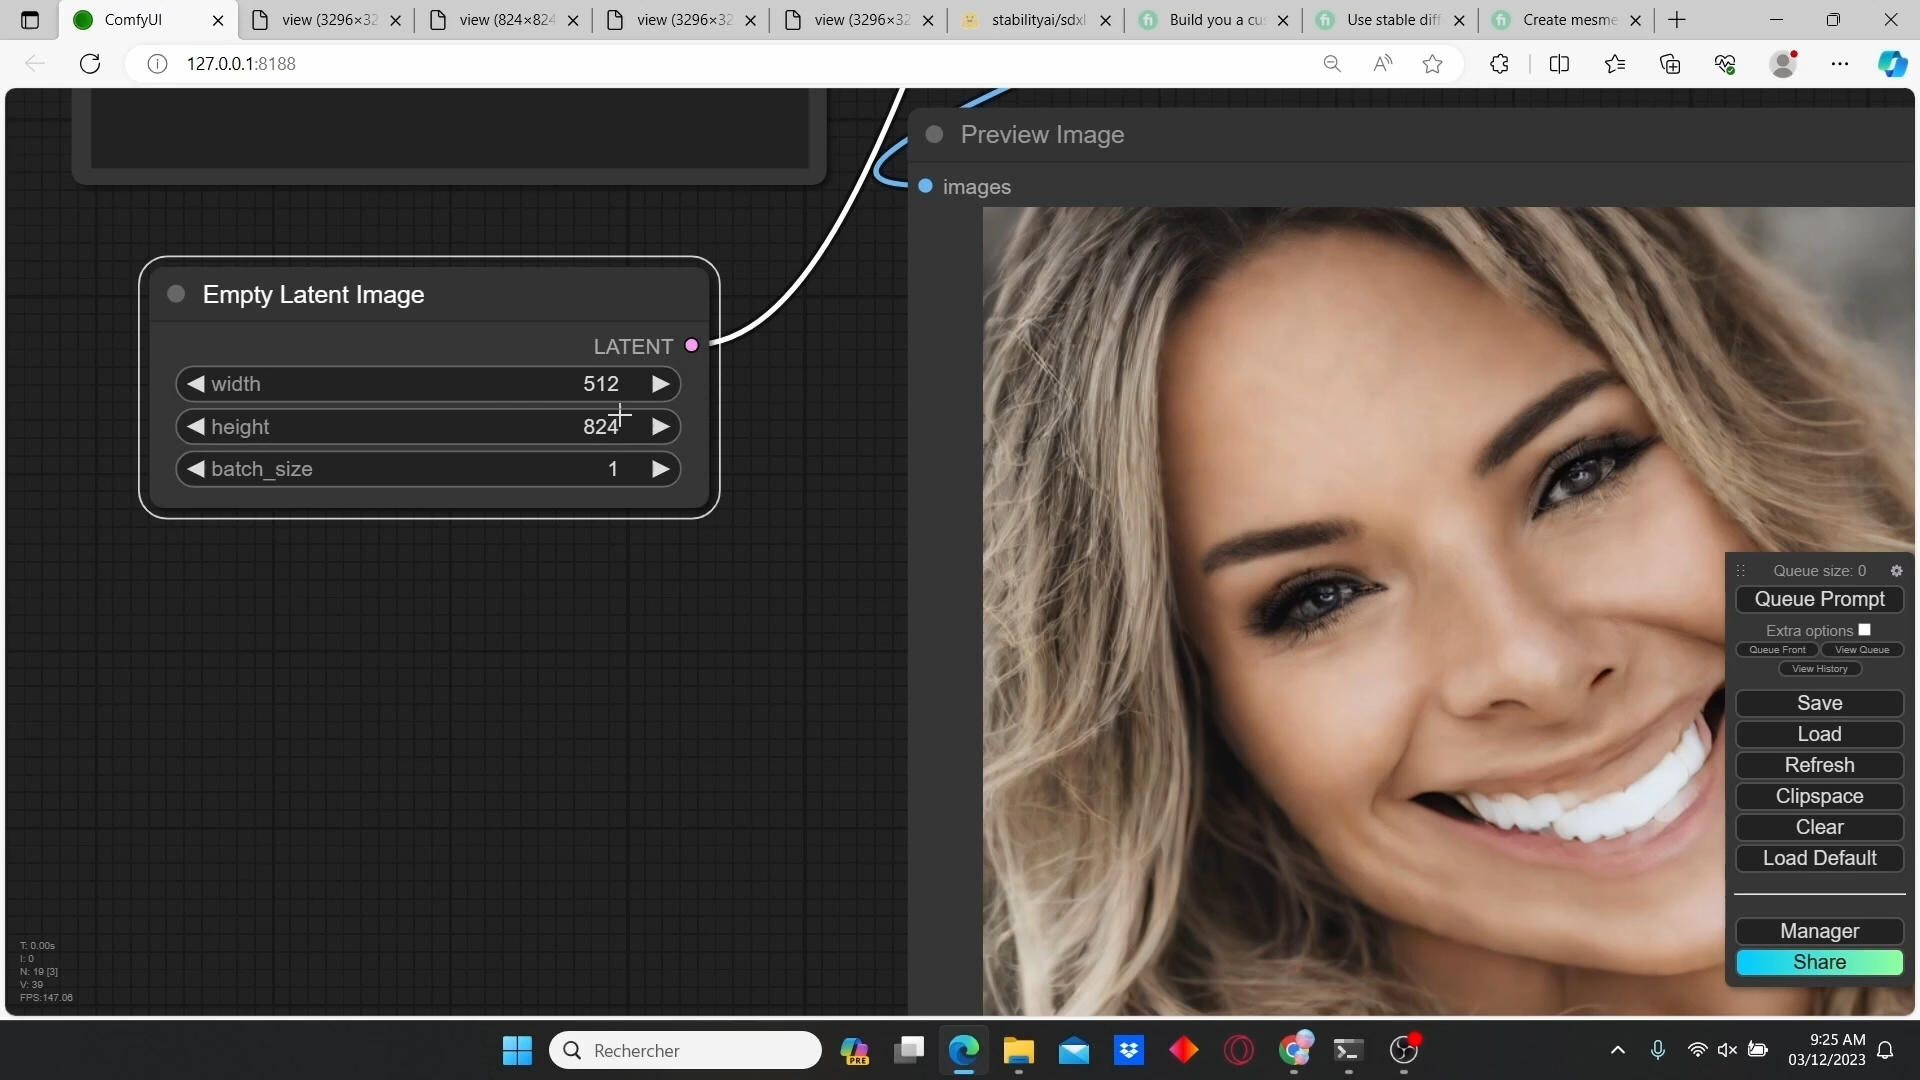 ComfyUI
view (3296×32
view (824×824
view (3296×32
view (3296×32
stabilityai/sdxl
Build you a cus
Use stable diff
Create mesme
127.0.0.1:8188
Preview Image
images
Empty Latent Image
LATENT
width 512
height 824
batch_size 1
Queue size: 0
Queue Prompt
Extra options
Queue Front View Queue
View History
Save
Load
Refresh
Clipspace
Clear
Load Default
Manager
Share
T: 0.00s
I: 0
N: 19 [3]
V: 39
FPS:147.06
Rechercher
PRE
9:25 AM
03/12/2023